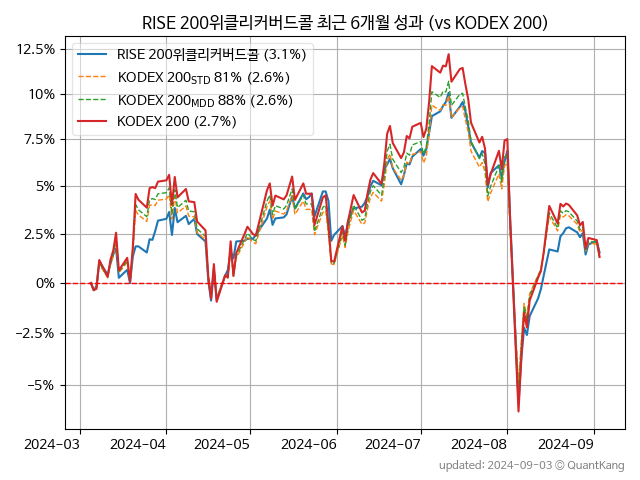 RISE 200위클리커버드콜 최근 6개월 성과 (vs KODEX 200)
RISE 200위클리커버드콜 (3.1%)
KODEX 200STD 81% (2.6%)
KODEX 200MDD 88% (2.6%)
KODEX 200 (2.7%)
12.5%
10%
7.5%
5%
2.5%
0%
−2.5%
−5%
2024-03
2024-04
2024-05
2024-06
2024-07
2024-08
2024-09
updated: 2024-09-03 © QuantKang